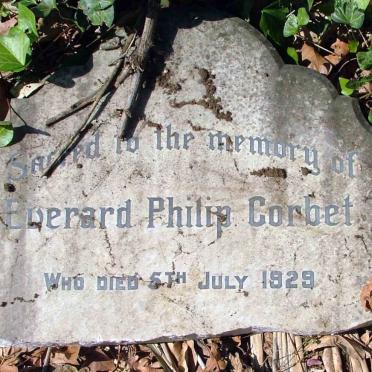 Sacred to the memory of
Everard Philip Corbet
Who died 5TH July 1929